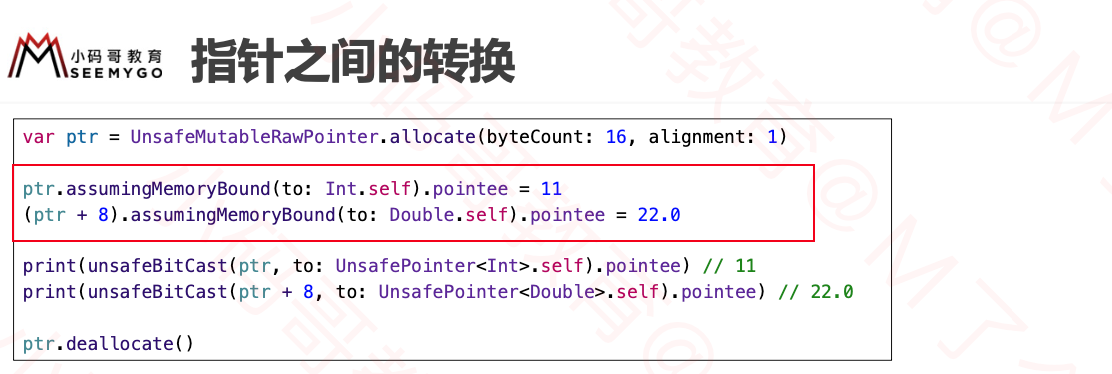 小码哥教育
SEEMYGO
指针之间的转换
var ptr = UnsafeMutableRawPointer.allocate(byteCount: 16, alignment: 1)
ptr.assumingMemoryBound(to: Int.self).pointee = 11
(ptr + 8).assumingMemoryBound(to: Double.self).pointee = 22.0
print(unsafeBitCast(ptr, to: UnsafePointer<Int>.self).pointee) // 11
print(unsafeBitCast(ptr + 8, to: UnsafePointer<Double>.self).pointee) // 22.0
ptr.deallocate()